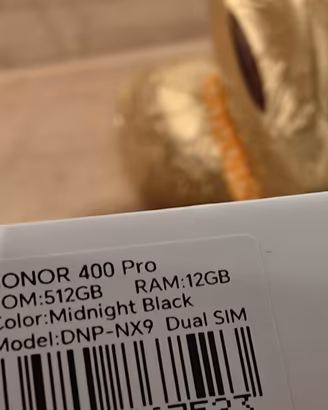 ONOR 400 Pro
OM:512GB RAM:12GB
Color:Midnight Black
Model:DNP-NX9 Dual SIM